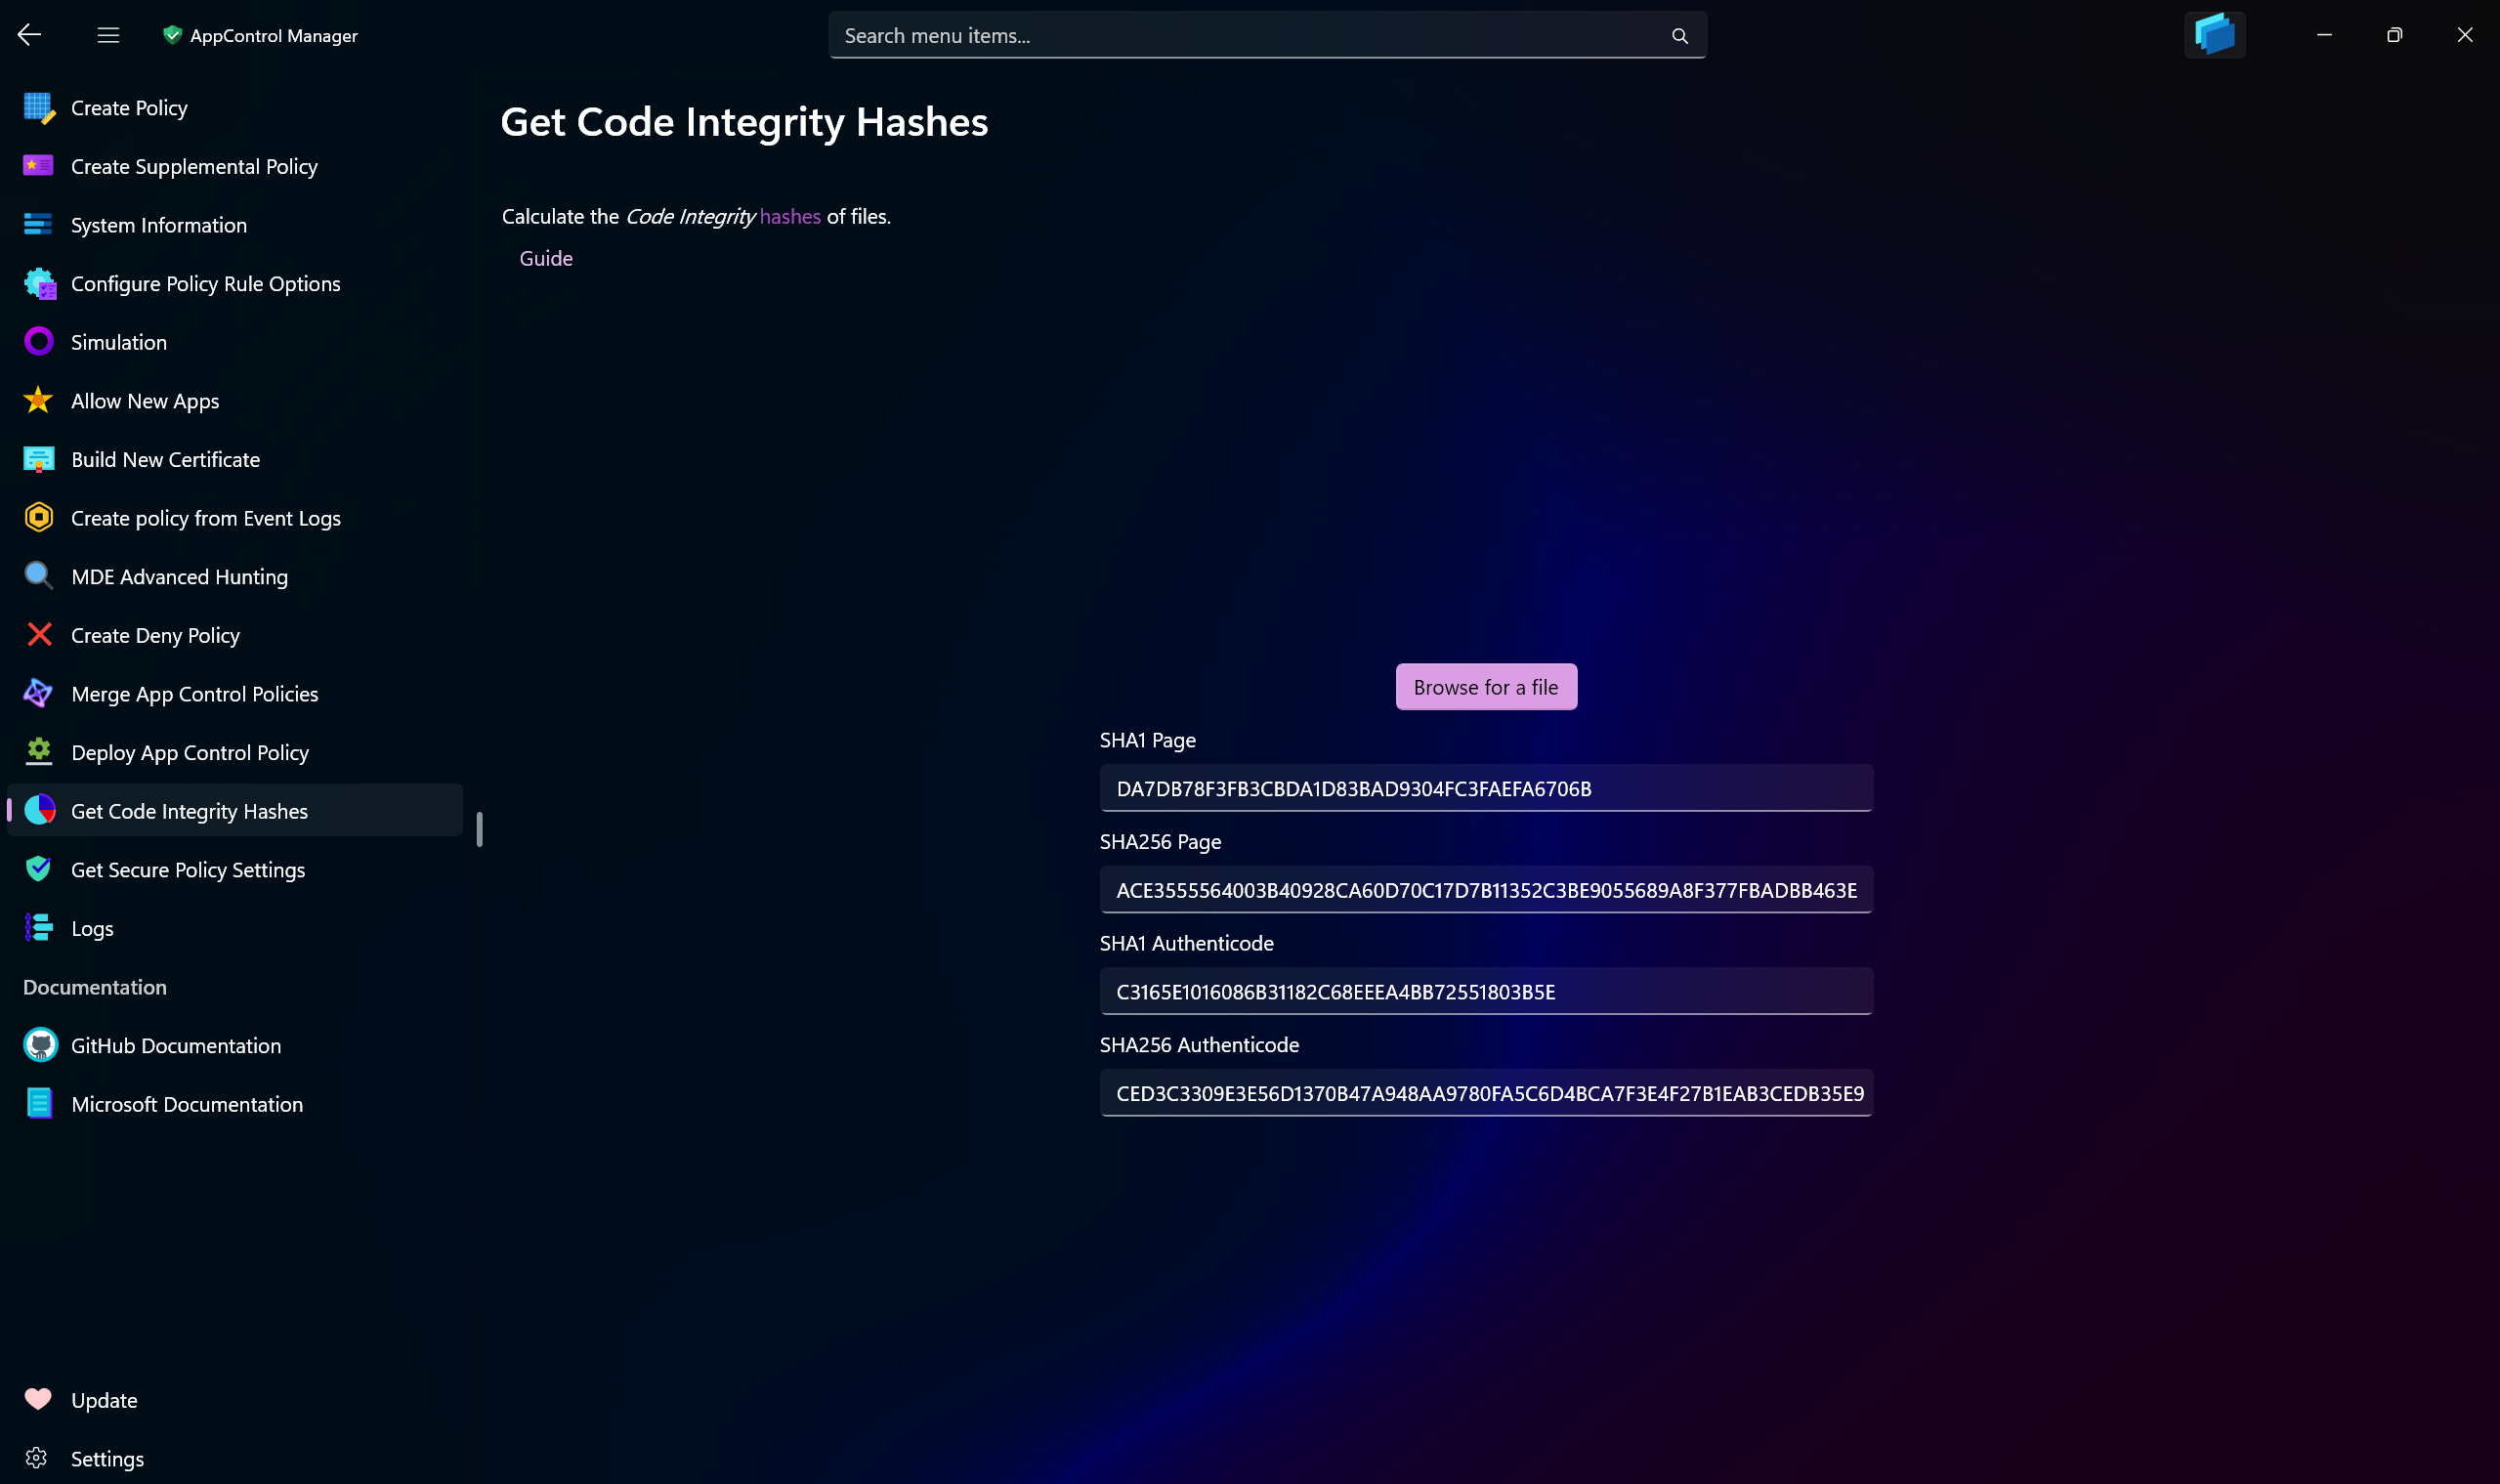 AppControl Manager
Search menu items...
Create Policy
Create Supplemental Policy
System Information
Configure Policy Rule Options
Simulation
Allow New Apps
Build New Certificate
Create policy from Event Logs
MDE Advanced Hunting
Create Deny Policy
Merge App Control Policies
Deploy App Control Policy
Get Code Integrity Hashes
Get Secure Policy Settings
Logs
Documentation
GitHub Documentation
Microsoft Documentation
Update
Settings
Get Code Integrity Hashes
Calculate the Code Integrity hashes of files.
Guide
Browse for a file
SHA1 Page
DA7DB78F3FB3CBDA1D83BAD9304FC3FAEFA6706B
SHA256 Page
ACE3555564003B40928CA60D70C17D7B11352C3BE9055689A8F377FBADBB463E
SHA1 Authenticode
C3165E1016086B31182C68EEEA4BB72551803B5E
SHA256 Authenticode
CED3C3309E3E56D1370B47A948AA9780FA5C6D4BCA7F3E4F27B1EAB3CEDB35E9